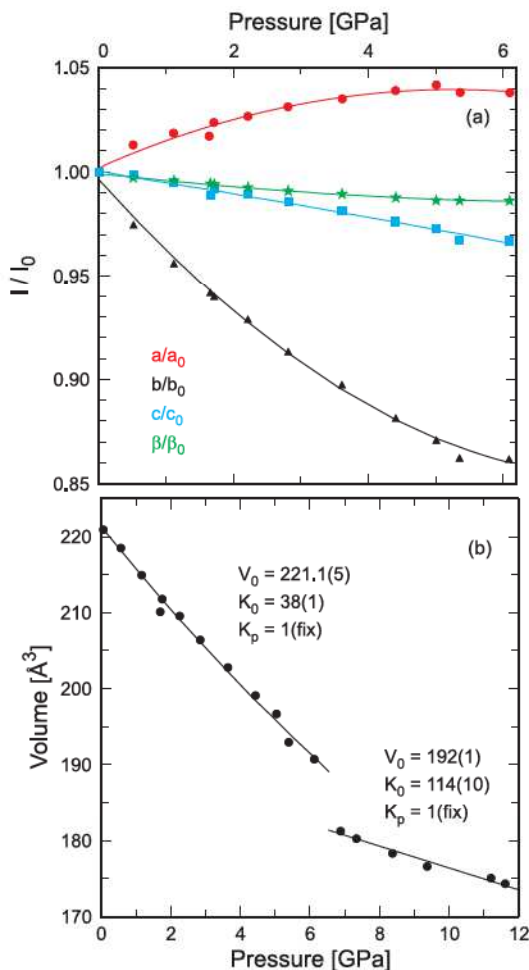 Pressure [GPa]
0 2 4 6
1.05
(a)
1.00
I / I₀
0.95
a/a₀
0.90
b/b₀
c/c₀
β/β₀
0.85
220
(b)
V₀ = 221.1(5)
K₀ = 38(1)
Kₚ = 1(fix)
210
Volume [Å³]
200
190
V₀ = 192(1)
K₀ = 114(10)
Kₚ = 1(fix)
180
170
0 2 4 6 8 10 12
Pressure [GPa]